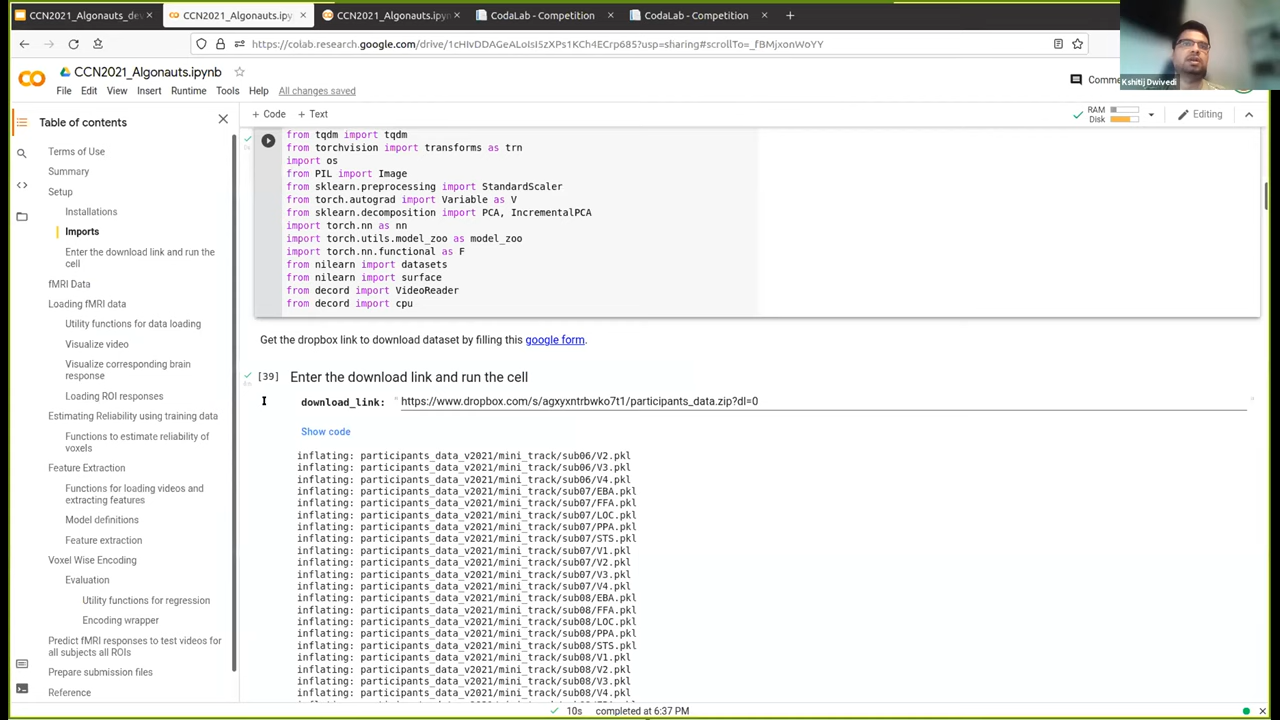 CCN2021_Algonauts_de
CCN2021_Algonauts.ipy
CCN2021_Algonauts.ipyn
CodaLab - Competition
CodaLab - Competition
https://colab.research.google.com/drive/1cHIvDDAGeALoIsI5zXPs1KCh4ECrp685?usp=sharing#scrollTo=_fBMjxonWoYY
Kshitij Dwivedi
CO
CCN2021_Algonauts.ipynb
File Edit View Insert Runtime Tools Help All changes saved
Comme
+ Code + Text
RAM
Disk
Editing
Table of contents
Terms of Use
Summary
Setup
Installations
Imports
Enter the download link and run the
cell
fMRI Data
Loading fMRI data
Utility functions for data loading
Visualize video
Visualize corresponding brain
response
Loading ROI responses
Estimating Reliability using training data
Functions to estimate reliability of
voxels
Feature Extraction
Functions for loading videos and
extracting features
Model definitions
Feature extraction
Voxel Wise Encoding
Evaluation
Utility functions for regression
Encoding wrapper
Predict fMRI responses to test videos for
all subjects all ROIs
Prepare submission files
Reference
from tqdm import tqdm
from torchvision import transforms as trn
import os
from PIL import Image
from sklearn.preprocessing import StandardScaler
from torch.autograd import Variable as V
from sklearn.decomposition import PCA, IncrementalPCA
import torch.nn as nn
import torch.utils.model_zoo as model_zoo
import torch.nn.functional as F
from nilearn import datasets
from nilearn import surface
from decord import VideoReader
from decord import cpu
Get the dropbox link to download dataset by filling this google form.
[39] Enter the download link and run the cell
download_link: " https://www.dropbox.com/s/agxyxntrbwko7t1/participants_data.zip?dl=0 "
Show code
inflating: participants_data_v2021/mini_track/sub06/V2.pkl
inflating: participants_data_v2021/mini_track/sub06/V3.pkl
inflating: participants_data_v2021/mini_track/sub06/V4.pkl
inflating: participants_data_v2021/mini_track/sub07/EBA.pkl
inflating: participants_data_v2021/mini_track/sub07/FFA.pkl
inflating: participants_data_v2021/mini_track/sub07/LOC.pkl
inflating: participants_data_v2021/mini_track/sub07/PPA.pkl
inflating: participants_data_v2021/mini_track/sub07/STS.pkl
inflating: participants_data_v2021/mini_track/sub07/V1.pkl
inflating: participants_data_v2021/mini_track/sub07/V2.pkl
inflating: participants_data_v2021/mini_track/sub07/V3.pkl
inflating: participants_data_v2021/mini_track/sub07/V4.pkl
inflating: participants_data_v2021/mini_track/sub08/EBA.pkl
inflating: participants_data_v2021/mini_track/sub08/FFA.pkl
inflating: participants_data_v2021/mini_track/sub08/LOC.pkl
inflating: participants_data_v2021/mini_track/sub08/PPA.pkl
inflating: participants_data_v2021/mini_track/sub08/STS.pkl
inflating: participants_data_v2021/mini_track/sub08/V1.pkl
inflating: participants_data_v2021/mini_track/sub08/V2.pkl
inflating: participants_data_v2021/mini_track/sub08/V3.pkl
inflating: participants_data_v2021/mini_track/sub08/V4.pkl
10s completed at 6:37 PM